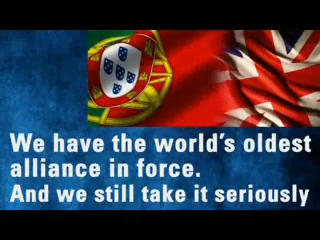 We have the world's oldest
alliance in force.
And we still take it seriously